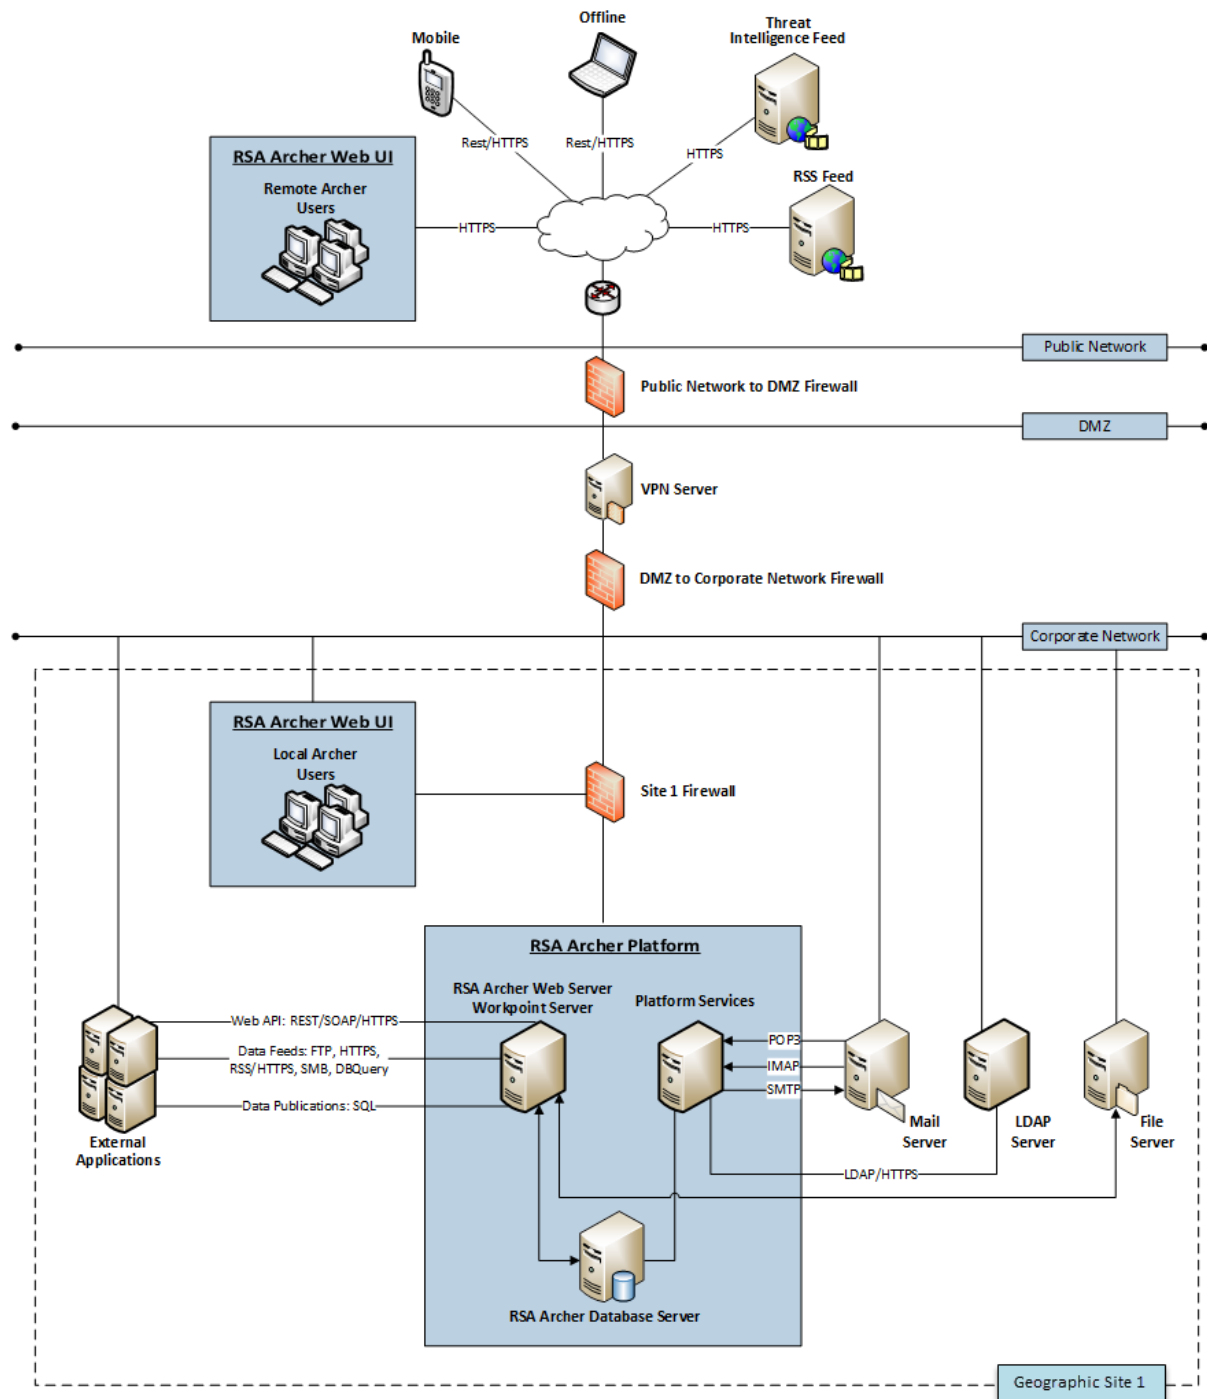 Offline
Mobile
Threat
Intelligence Feed
Rest/HTTPS
Rest/HTTPS
HTTPS
RSA Archer Web UI
Remote Archer
Users
RSS Feed
HTTPS
HTTPS
Public Network
Public Network to DMZ Firewall
DMZ
VPN Server
DMZ to Corporate Network Firewall
Corporate Network
RSA Archer Web UI
Local Archer
Users
Site 1 Firewall
RSA Archer Platform
RSA Archer Web Server
Workpoint Server
Platform Services
Web API: REST/SOAP/HTTPS
Data Feeds: FTP, HTTPS,
RSS/HTTPS, SMB, DBQuery
Data Publications: SQL
POP3
IMAP
SMTP
External
Applications
Mail
Server
LDAP
Server
File
Server
LDAP/HTTPS
RSA Archer Database Server
Geographic Site 1